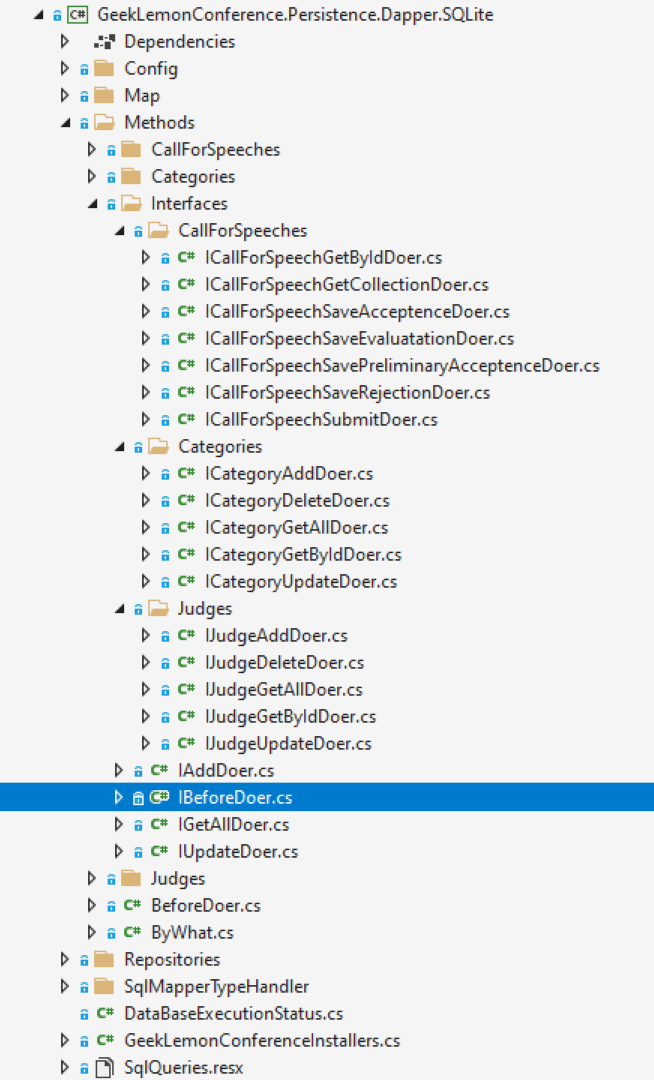 C# GeekLemonConference.Persistence.Dapper.SQLite
Dependencies
Config
Map
Methods
CallForSpeeches
Categories
Interfaces
CallForSpeeches
C# ICallForSpeechGetByIdDoer.cs
C# ICallForSpeechGetCollectionDoer.cs
C# ICallForSpeechSaveAcceptenceDoer.cs
C# ICallForSpeechSaveEvaluatationDoer.cs
C# ICallForSpeechSavePreliminaryAcceptenceDoer.cs
C# ICallForSpeechSaveRejectionDoer.cs
C# ICallForSpeechSubmitDoer.cs
Categories
C# ICategoryAddDoer.cs
C# ICategoryDeleteDoer.cs
C# ICategoryGetAllDoer.cs
C# ICategoryGetByIdDoer.cs
C# ICategoryUpdateDoer.cs
Judges
C# IJudgeAddDoer.cs
C# IJudgeDeleteDoer.cs
C# IJudgeGetAllDoer.cs
C# IJudgeGetByIdDoer.cs
C# IJudgeUpdateDoer.cs
C# IAddDoer.cs
C# IBeforeDoer.cs
C# IGetAllDoer.cs
C# IUpdateDoer.cs
Judges
C# BeforeDoer.cs
C# ByWhat.cs
Repositories
SqlMapperTypeHandler
C# DataBaseExecutionStatus.cs
C# GeekLemonConferenceInstallers.cs
SqlQueries.resx